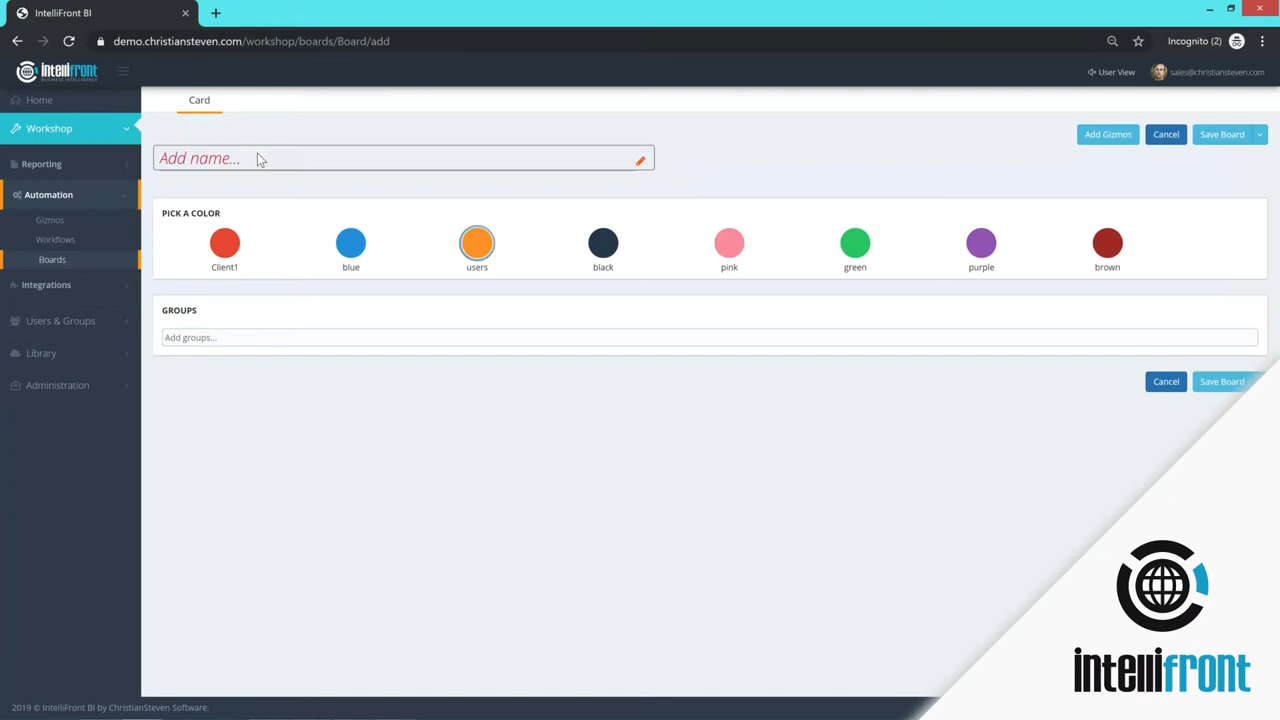 IntelliFront BI
demo.christiansteven.com/workshop/boards/Board/add
Incognito (2)
intellifront
BUSINESS INTELLIGENCE
User View
sales@christiansteven.com
Home
Workshop
Reporting
Automation
Gizmos
Workflows
Boards
Integrations
Users & Groups
Library
Administration
Card
Add Gizmos
Cancel
Save Board
Add name...
PICK A COLOR
Client1
blue
users
black
pink
green
purple
brown
GROUPS
Add groups...
Cancel
Save Board
intellifront
2019 © IntelliFront BI by ChristianSteven Software.